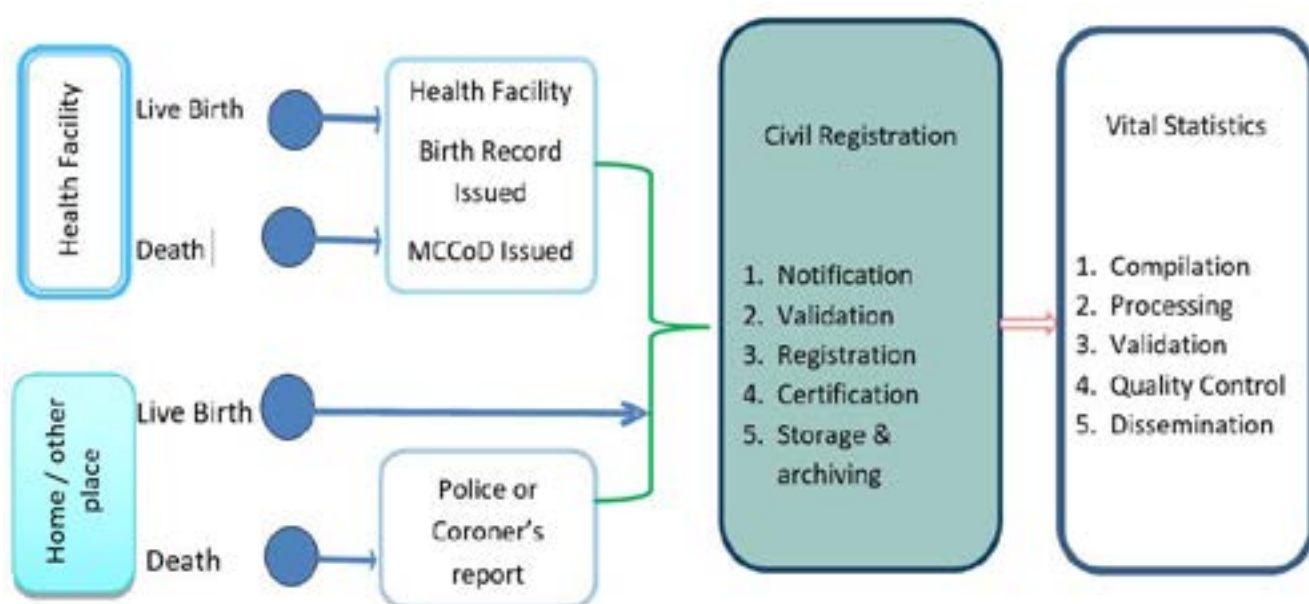 Health Facility
Live Birth
Death
Health Facility
Birth Record
Issued
MCCoD Issued
Home / other
place
Live Birth
Death
Police or
Coroner's
report
Civil Registration
1. Notification
2. Validation
3. Registration
4. Certification
5. Storage &
archiving
Vital Statistics
1. Compilation
2. Processing
3. Validation
4. Quality Control
5. Dissemination